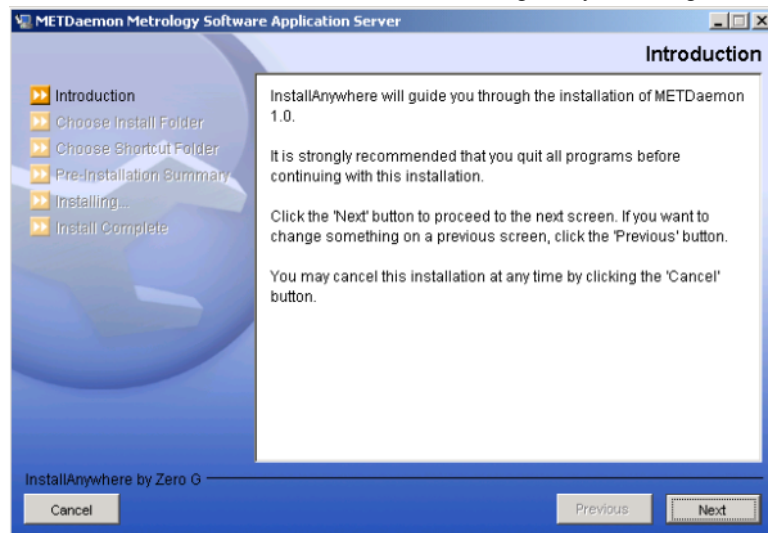 METDaemon Metrology Software Application Server
Introduction
Introduction
Choose Install Folder
Choose Shortcut Folder
Pre-Installation Summary
Installing...
Install Complete
InstallAnywhere will guide you through the installation of METDaemon
1.0.
It is strongly recommended that you quit all programs before
continuing with this installation.
Click the 'Next' button to proceed to the next screen. If you want to
change something on a previous screen, click the 'Previous' button.
You may cancel this installation at any time by clicking the 'Cancel'
button.
InstallAnywhere by Zero G
Cancel
Previous
Next